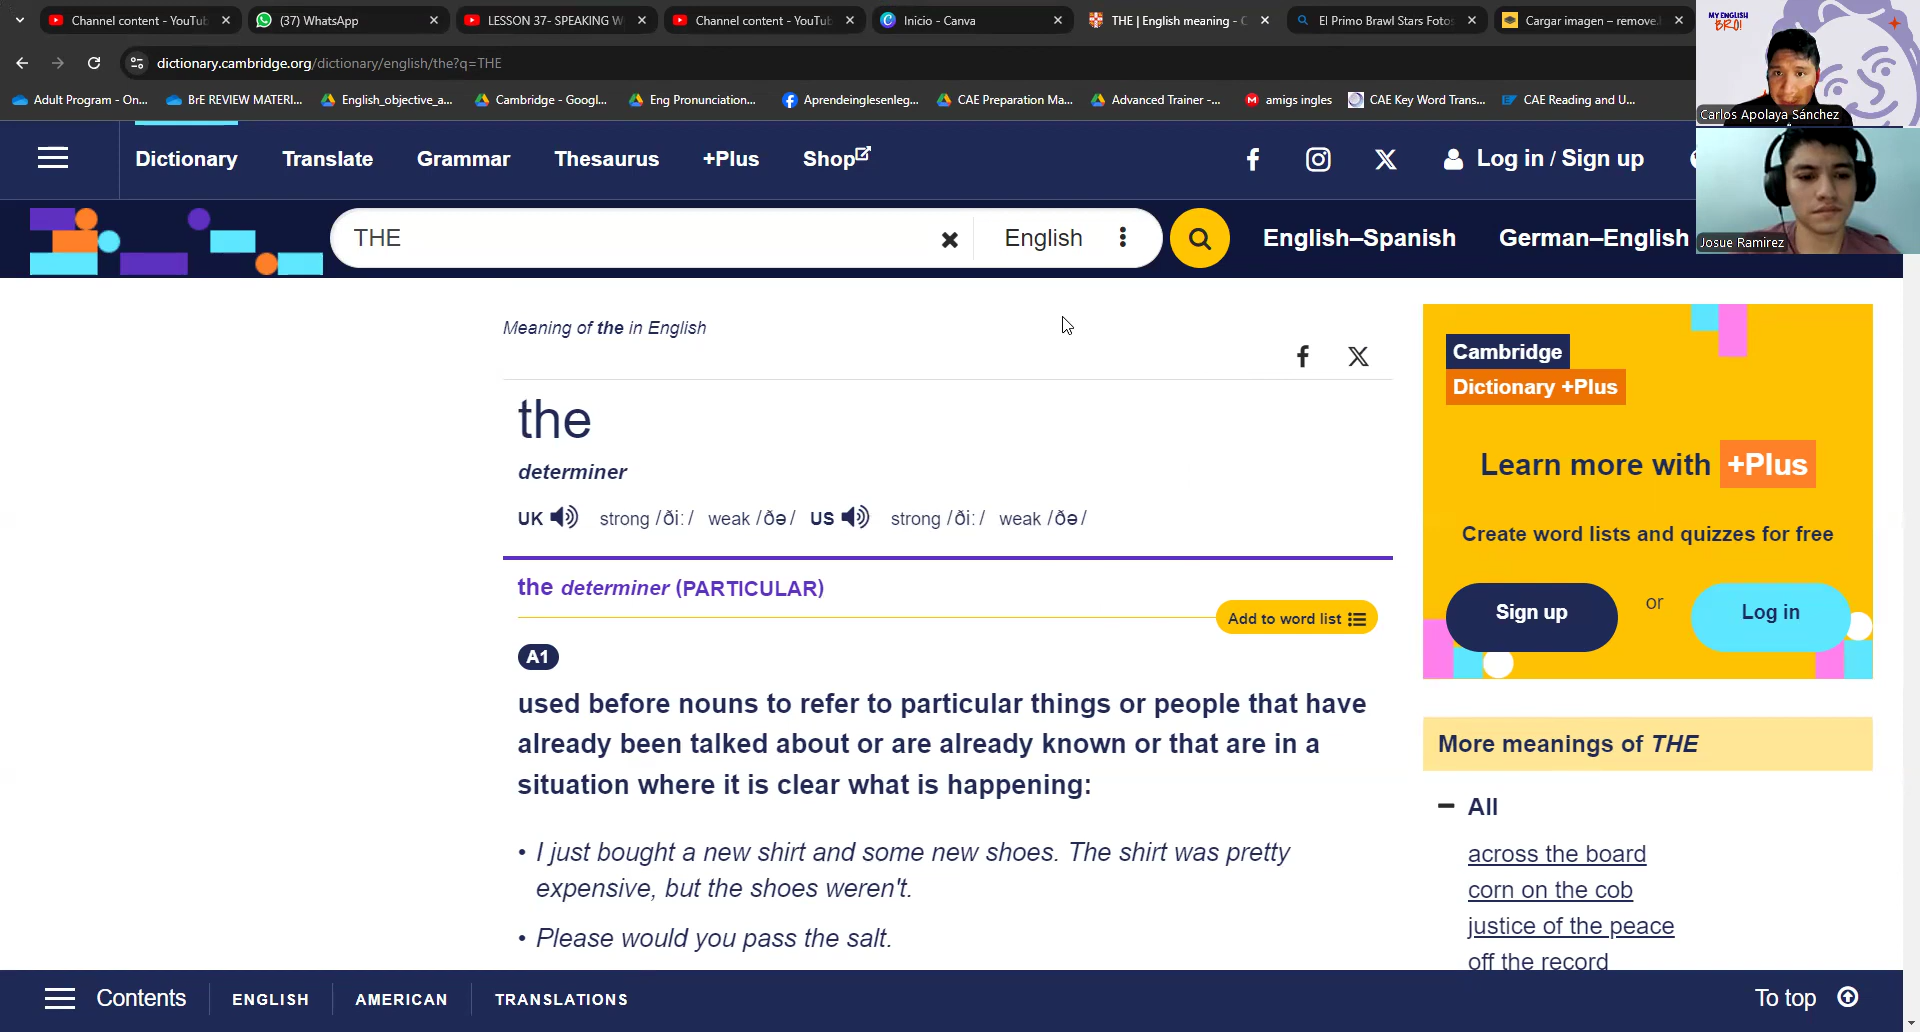 Channel content - YouTub
(37) WhatsApp
LESSON 37- SPEAKING W
Channel content - YouTub
Inicio - Canva
THE | English meaning - C
El Primo Brawl Stars Fotos
Cargar imagen – remove.
dictionary.cambridge.org/dictionary/english/the?q=THE
Adult Program - On...
BrE REVIEW MATERI...
English_objective_a...
Cambridge - Googl...
Eng Pronunciation...
Aprendeinglesenleg...
CAE Preparation Ma...
Advanced Trainer -...
amigs ingles
CAE Key Word Trans...
CAE Reading and U...
MY ENGLISH
BRO!
Carlos Apolaya Sánchez
Josue Ramirez
Dictionary
Translate
Grammar
Thesaurus
+Plus
Shop
Log in / Sign up
THE
English
English–Spanish
German–English
Meaning of the in English
the
determiner
UK strong /ðiː/ weak /ðə/ US strong /ðiː/ weak /ðə/
the determiner (PARTICULAR)
Add to word list
A1
used before nouns to refer to particular things or people that have
already been talked about or are already known or that are in a
situation where it is clear what is happening:
• I just bought a new shirt and some new shoes. The shirt was pretty
expensive, but the shoes weren't.
• Please would you pass the salt.
Cambridge
Dictionary +Plus
Learn more with +Plus
Create word lists and quizzes for free
Sign up
or
Log in
More meanings of THE
All
across the board
corn on the cob
justice of the peace
off the record
Contents
ENGLISH
AMERICAN
TRANSLATIONS
To top